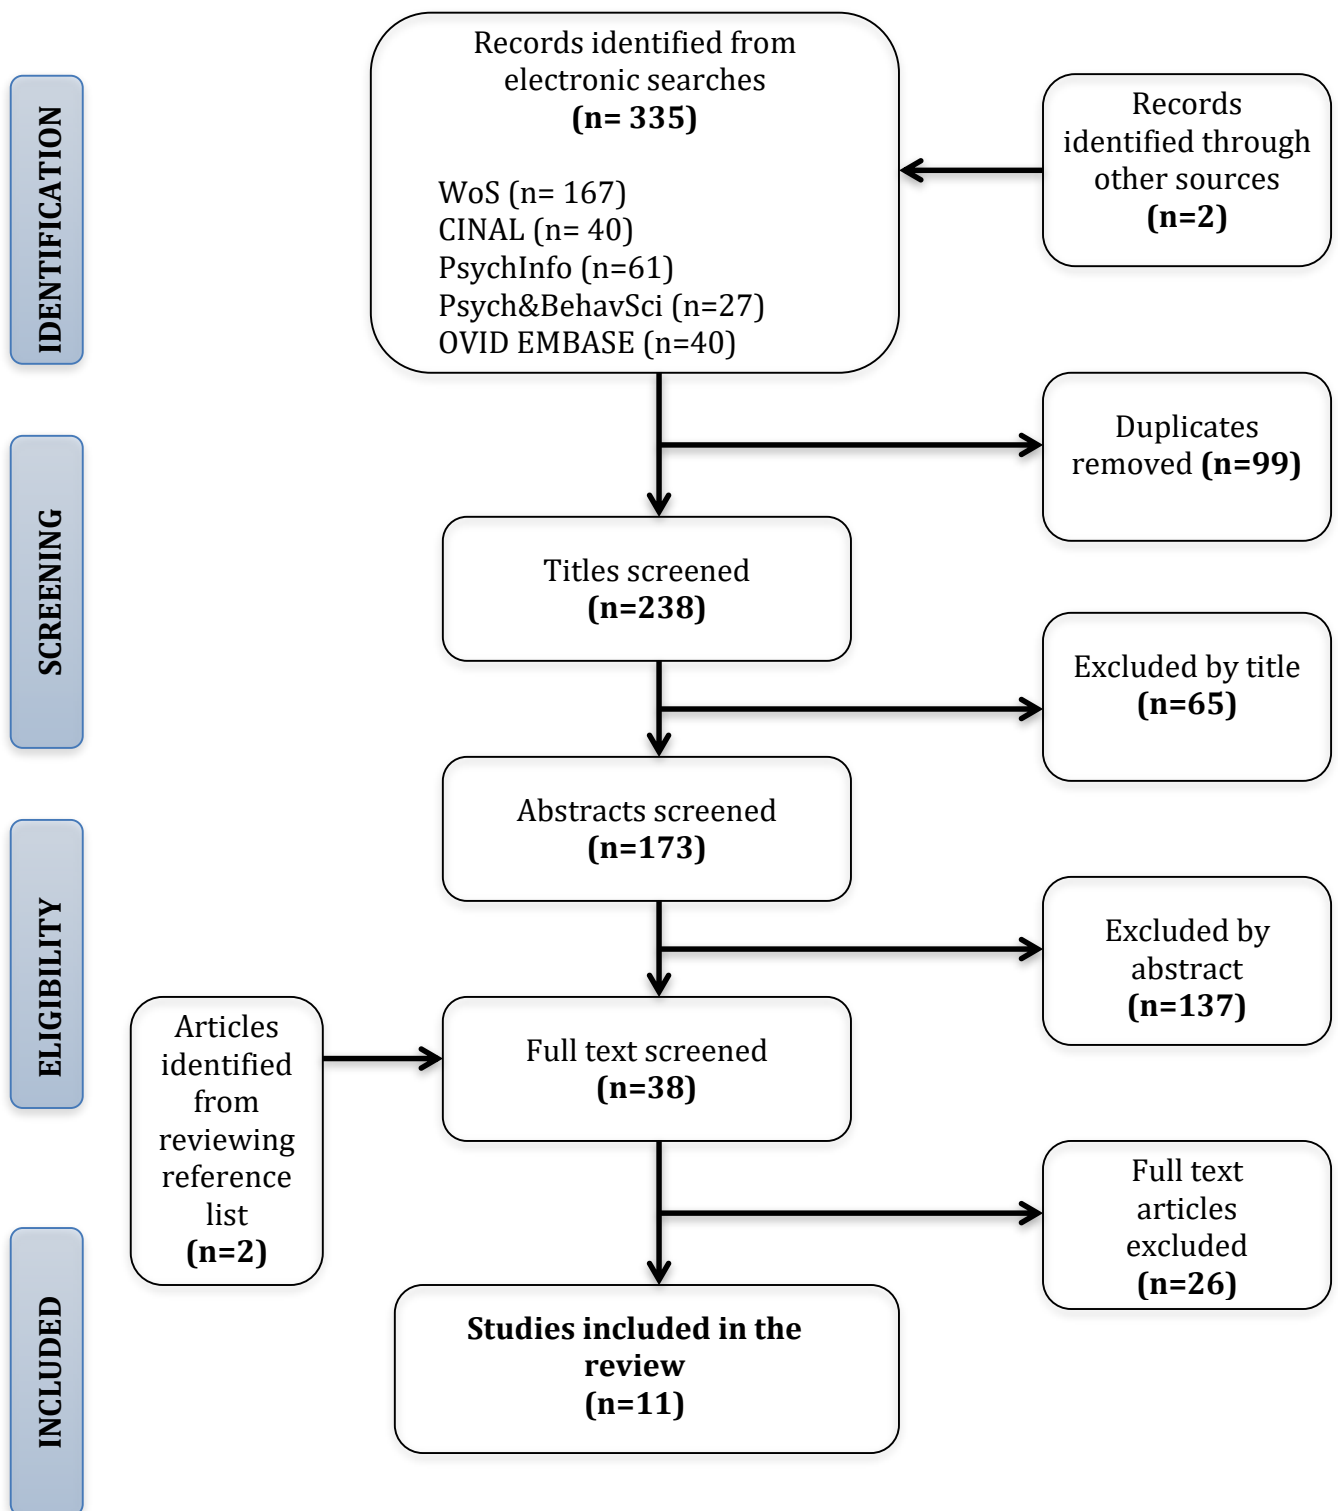 IDENTIFICATION
Records identified from
electronic searches
(n= 335)
WoS (n= 167)
CINAL (n= 40)
PsychInfo (n=61)
Psych&BehavSci (n=27)
OVID EMBASE (n=40)
Records
identified through
other sources
(n=2)
SCREENING
Duplicates
removed (n=99)
Titles screened
(n=238)
Excluded by title
(n=65)
Abstracts screened
(n=173)
ELIGIBILITY
Excluded by
abstract
(n=137)
Articles
identified
from
reviewing
reference
list
(n=2)
Full text screened
(n=38)
Full text
articles
excluded
(n=26)
INCLUDED
Studies included in the
review
(n=11)